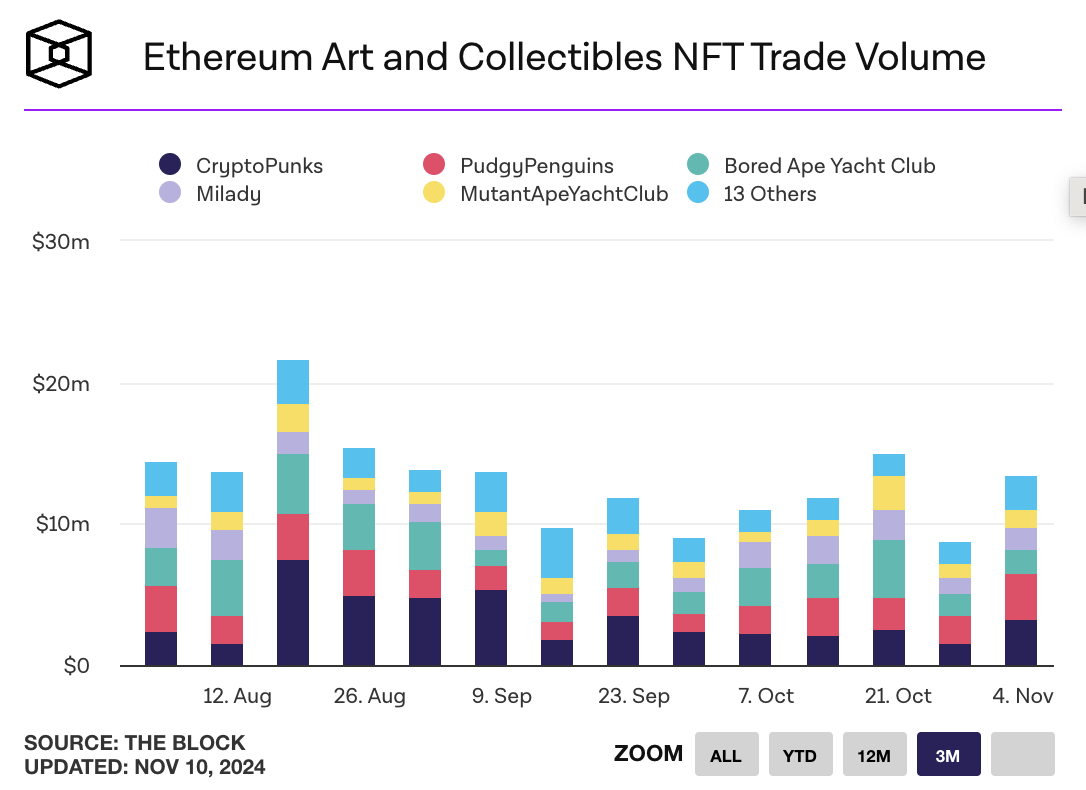 Ethereum Art and Collectibles NFT Trade Volume
CryptoPunks PudgyPenguins Bored Ape Yacht Club
Milady MutantApeYachtClub 13 Others
$30m
$20m
$10m
$0
12. Aug 26. Aug 9. Sep 23. Sep 7. Oct 21. Oct 4. Nov
SOURCE: THE BLOCK
UPDATED: NOV 10, 2024
ZOOM ALL YTD 12M 3M